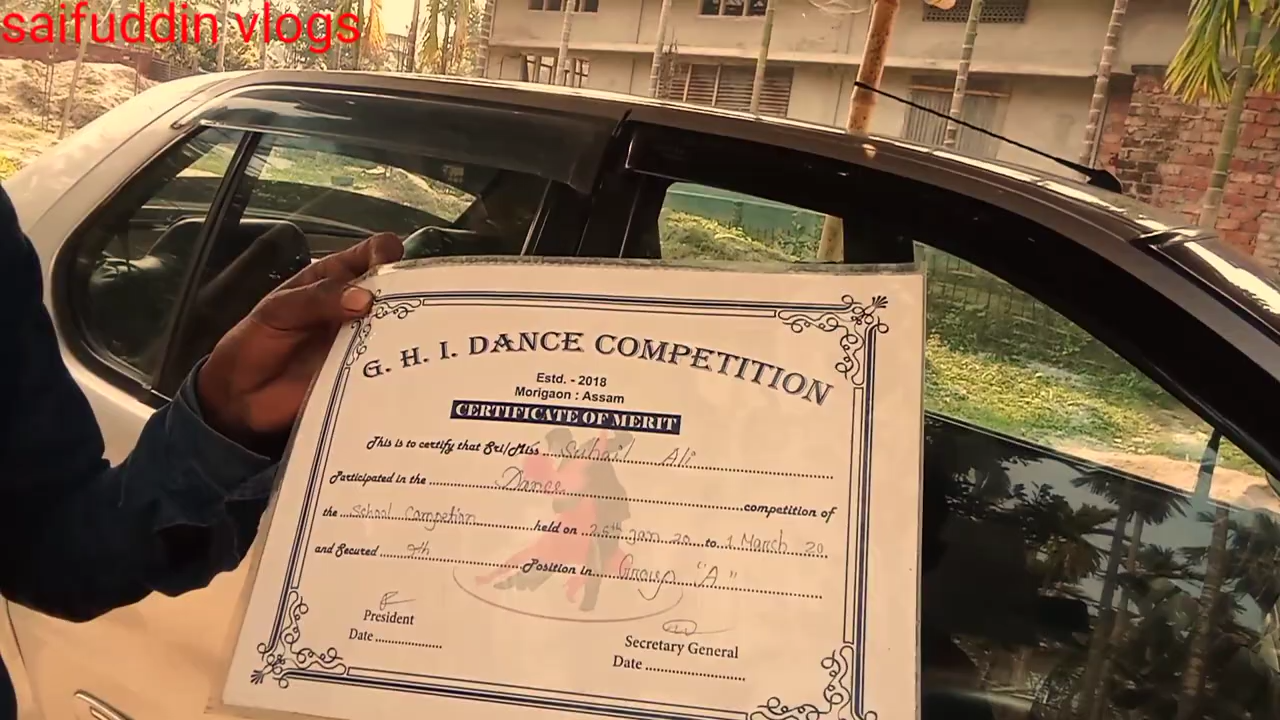 saifuddin vlogs
G. H. I. DANCE COMPETITION
Estd. - 2018
Morigaon : Assam
CERTIFICATE OF MERIT
This is to certify that Sri/Miss Suhail Ali
Participated in the Dance competition of
the School Competion held on 26th Jan 20 to 1 March 20
and Secured 9th Position in Group "A"
President
Date
Secretary General
Date